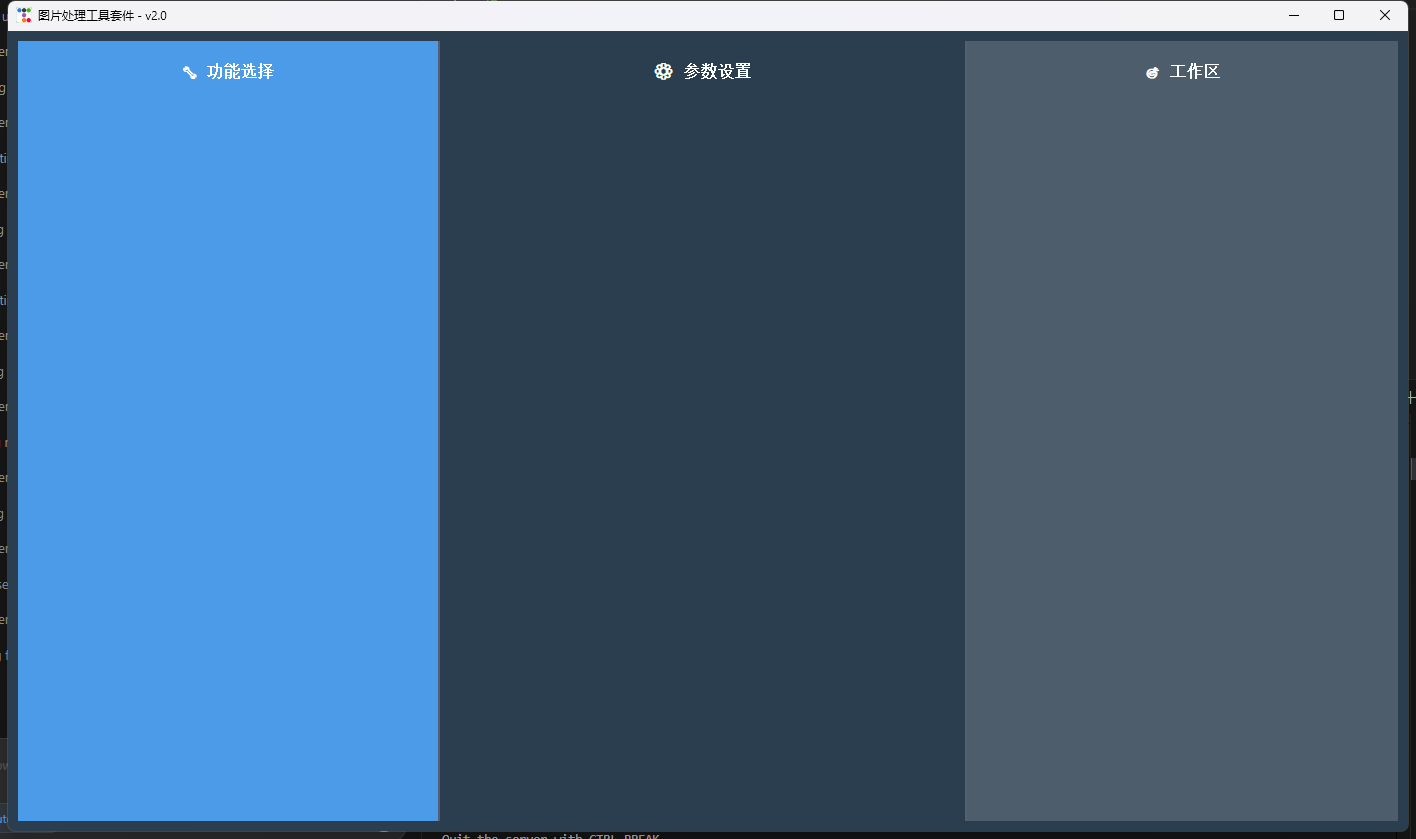 图片处理工具套件 - v2.0
功能选择
参数设置
工作区
Quit the server with CTRL-BREAK